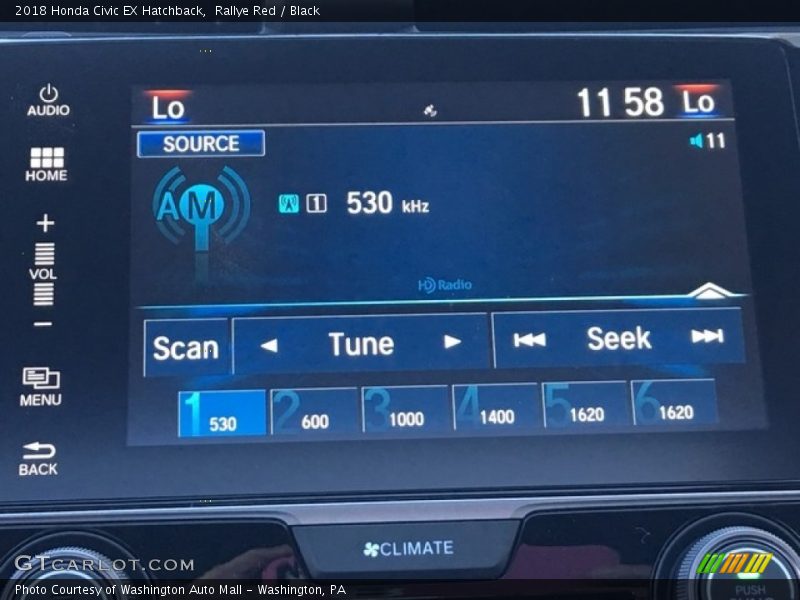 2018 Honda Civic EX Hatchback,  Rallye Red / Black
AUDIO
Lo
11 58
Lo
SOURCE
11
HOME
AM
1
530 kHz
VOL
HD Radio
Scan
Tune
Seek
MENU
1 530
2 600
3 1000
4 1400
5 1620
6 1620
BACK
CLIMATE
GTcarlot.com
PUSH
Photo Courtesy of Washington Auto Mall - Washington, PA